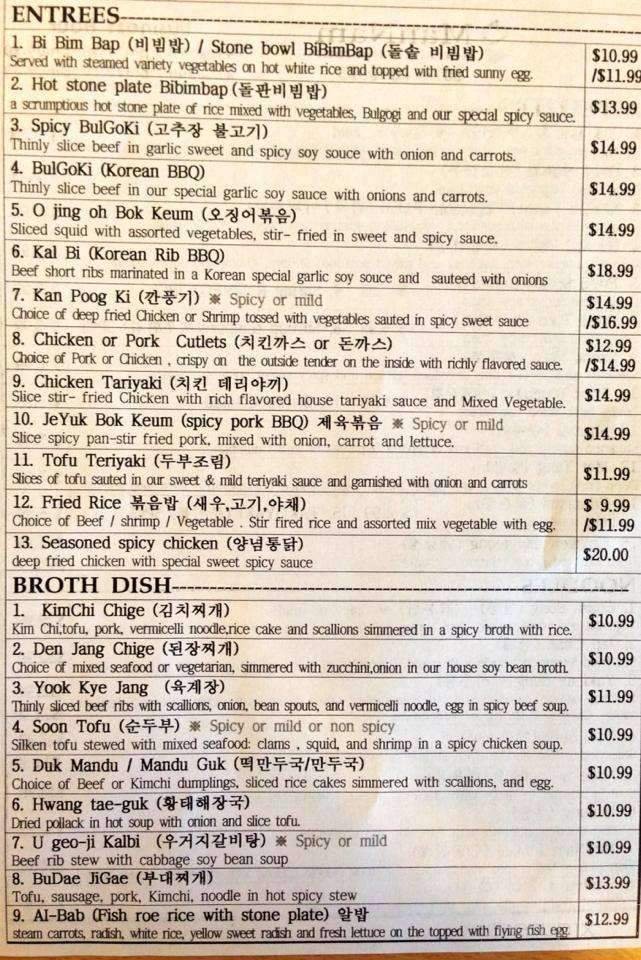 ENTREES
1. Bi Bim Bap (비빔밥) / Stone bowl BiBimBap (돌솥 비빔밥) $10.99
Served with steamed variety vegetables on hot white rice and topped with fried sunny egg. /$11.99
2. Hot stone plate Bibimbap (돌판비빔밥)
a scrumptious hot stone plate of rice mixed with vegetables, Bulgogi and our special spicy sauce. $13.99
3. Spicy BulGoKi (고추장 불고기)
Thinly slice beef in garlic sweet and spicy soy souce with onion and carrots. $14.99
4. BulGoKi (Korean BBQ)
Thinly slice beef in our special garlic soy sauce with onions and carrots. $14.99
5. O jing oh Bok Keum (오징어볶음)
Sliced squid with assorted vegetables, stir- fried in sweet and spicy sauce. $14.99
6. Kal Bi (Korean Rib BBQ)
Beef short ribs marinated in a Korean special garlic soy souce and sauteed with onions $18.99
7. Kan Poog Ki (깐풍기) ※ Spicy or mild $14.99
Choice of deep fried Chicken or Shrimp tossed with vegetables sauted in spicy sweet sauce /$16.99
8. Chicken or Pork Cutlets (치킨까스 or 돈까스) $12.99
Choice of Pork or Chicken , crispy on the outside tender on the inside with richly flavored sauce. /$14.99
9. Chicken Tariyaki (치킨 데리야끼)
Slice stir- fried Chicken with rich flavored house tariyaki sauce and Mixed Vegetable. $14.99
10. JeYuk Bok Keum (spicy pork BBQ) 제육볶음 ※ Spicy or mild
Slice spicy pan-stir fried pork, mixed with onion, carrot and lettuce. $14.99
11. Tofu Teriyaki (두부조림)
Slices of tofu sauted in our sweet & mild teriyaki sauce and garnished with onion and carrots $11.99
12. Fried Rice 볶음밥 (새우,고기,야채) $ 9.99
Choice of Beef / shrimp / Vegetable . Stir fired rice and assorted mix vegetable with egg. /$11.99
13. Seasoned spicy chicken (양념통닭)
deep fried chicken with special sweet spicy sauce $20.00
BROTH DISH
1. KimChi Chige (김치찌개)
Kim Chi,tofu, pork, vermicelli noodle,rice cake and scallions simmered in a spicy broth with rice. $10.99
2. Den Jang Chige (된장찌개)
Choice of mixed seafood or vegetarian, simmered with zucchini,onion in our house soy bean broth. $10.99
3. Yook Kye Jang (육계장)
Thinly sliced beef ribs with scallions, onion, bean spouts, and vermicelli noodle, egg in spicy beef soup. $11.99
4. Soon Tofu (순두부) ※ Spicy or mild or non spicy
Silken tofu stewed with mixed seafood: clams , squid, and shrimp in a spicy chicken soup. $10.99
5. Duk Mandu / Mandu Guk (떡만두국/만두국)
Choice of Beef or Kimchi dumplings, sliced rice cakes simmered with scallions, and egg. $10.99
6. Hwang tae-guk (황태해장국)
Dried pollack in hot soup with onion and slice tofu. $10.99
7. U geo-ji Kalbi (우거지갈비탕) ※ Spicy or mild
Beef rib stew with cabbage soy bean soup $10.99
8. BuDae JiGae (부대찌개)
Tofu, sausage, pork, Kimchi, noodle in hot spicy stew $13.99
9. Al-Bab (Fish roe rice with stone plate) 알밥
steam carrots, radish, white rice, yellow sweet radish and fresh lettuce on the topped with flying fish egg. $12.99